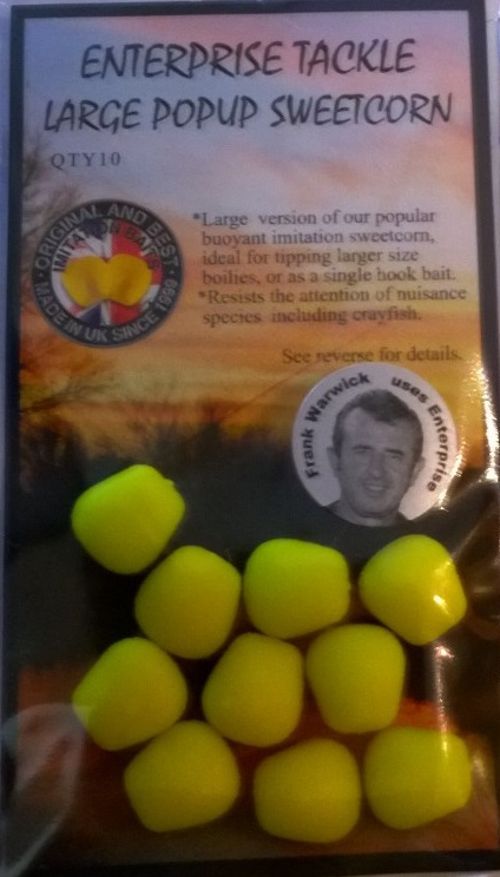 ENTERPRISE TACKLE
LARGE POPUP SWEETCORN
QTY10
ORIGINAL AND BEST
IMITATION BAITS
MADE IN UK SINCE 1989
*Large version of our popular
buoyant imitation sweetcorn,
ideal for tipping larger size
boilies, or as a single hook bait.
*Resists the attention of nuisance
species including crayfish.
See reverse for details.
Frank Warwick uses Enterprise